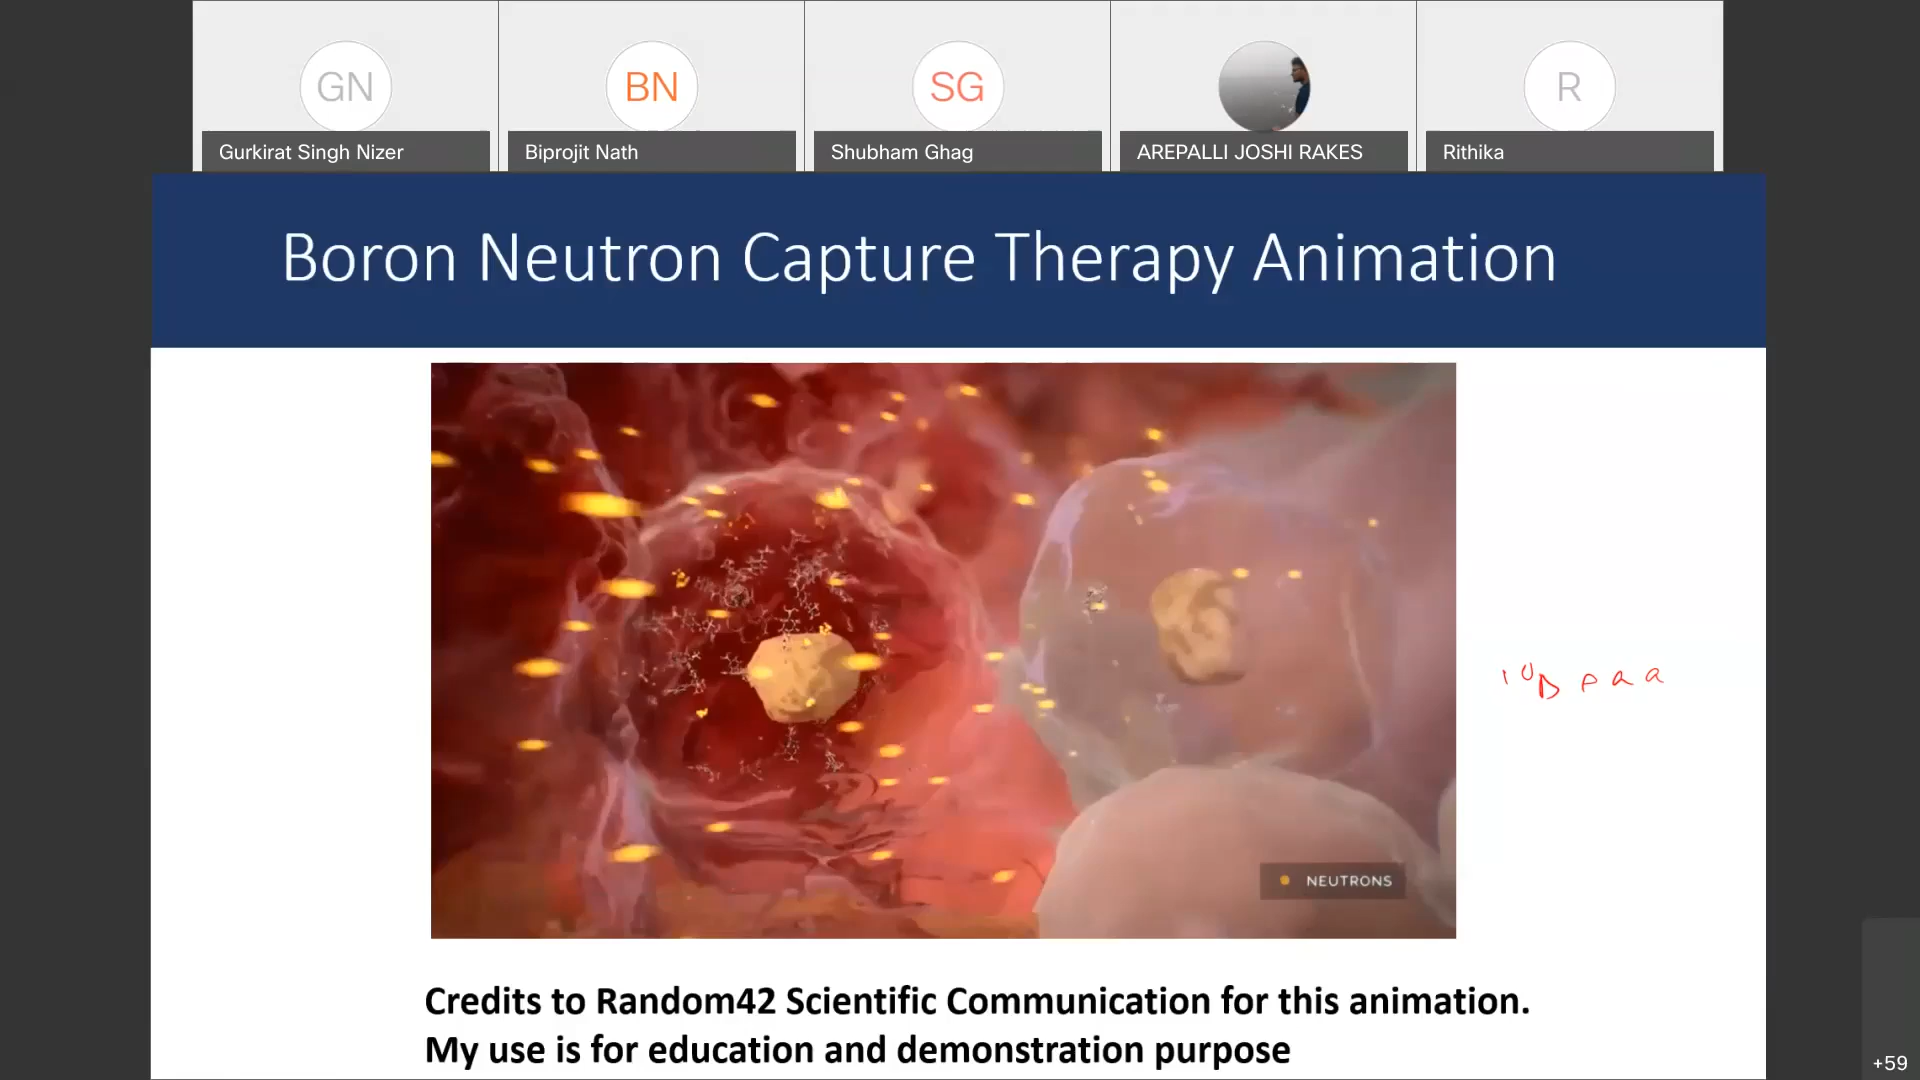 GN
BN
SG
R
Gurkirat Singh Nizer
Biprojit Nath
Shubham Ghag
AREPALLI JOSHI RAKES
Rithika
Boron Neutron Capture Therapy Animation
NEUTRONS
Credits to Random42 Scientific Communication for this animation.
My use is for education and demonstration purpose
+59